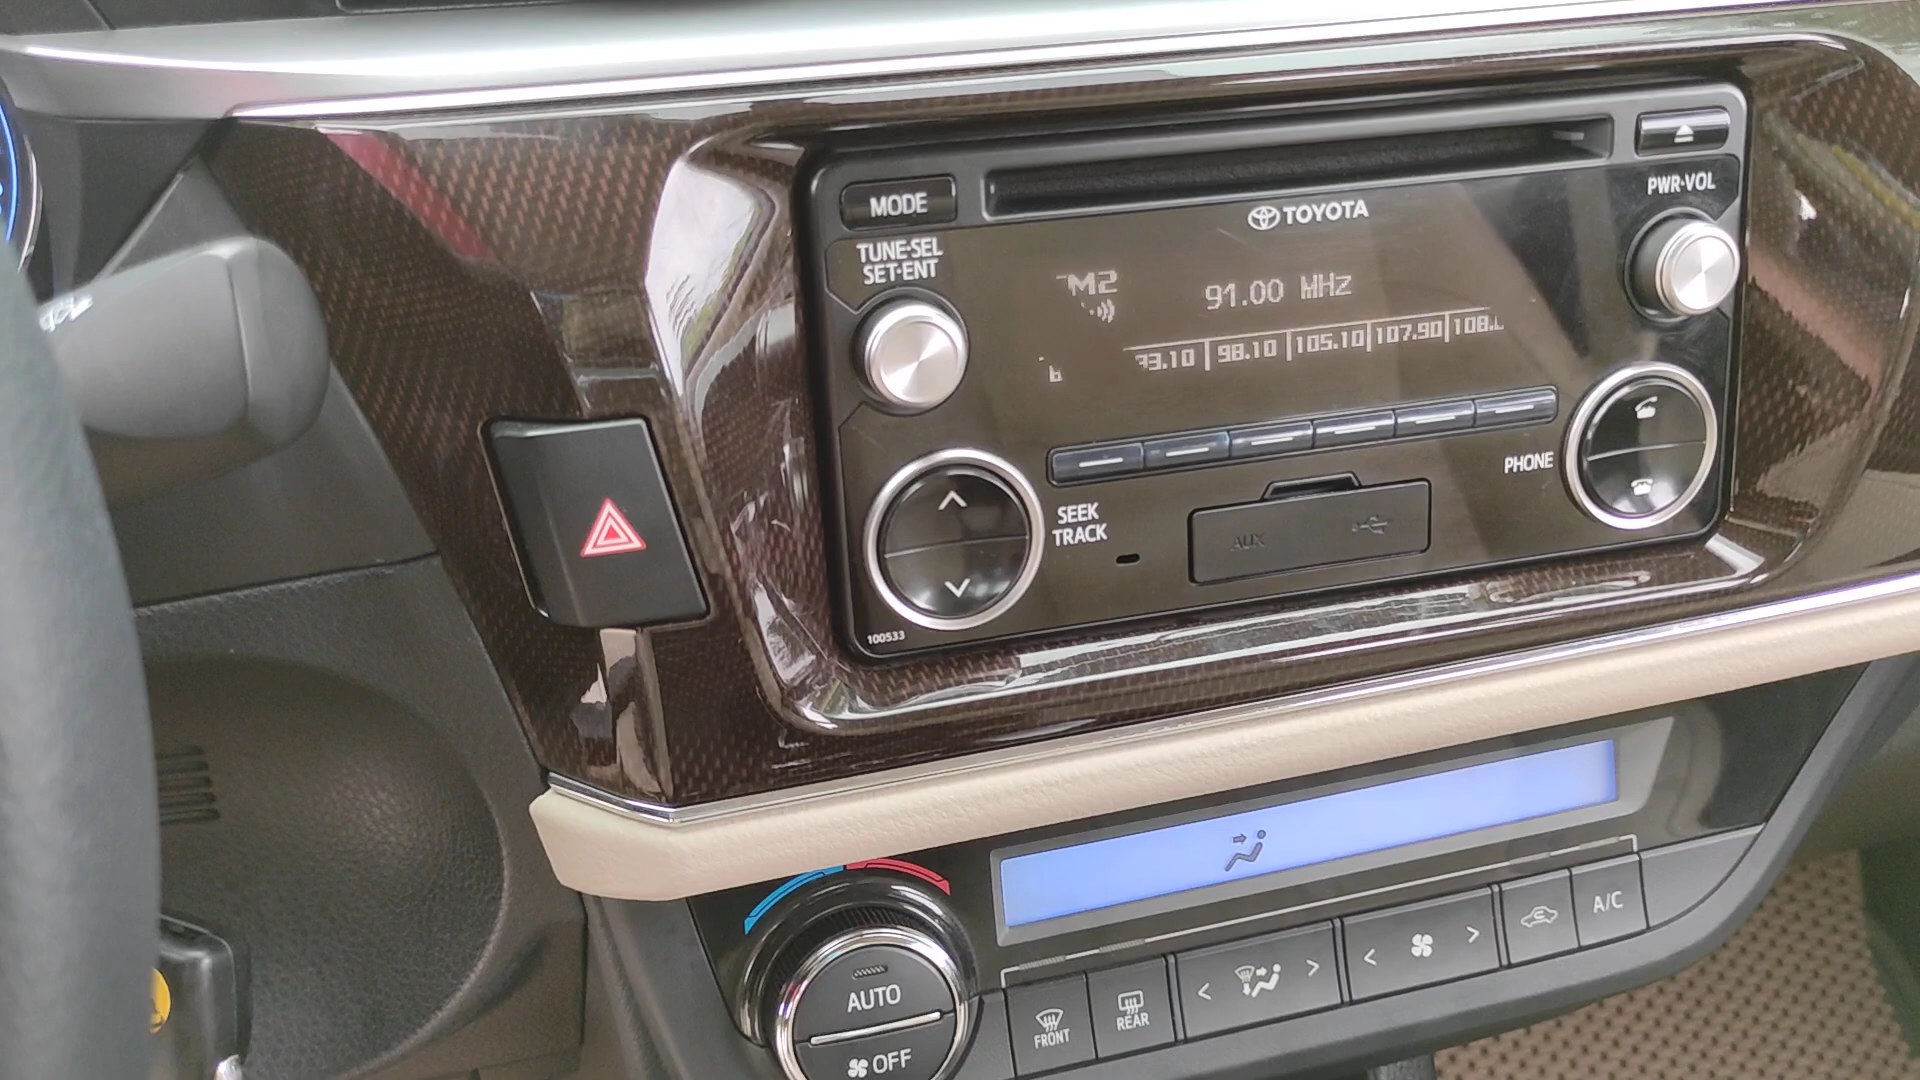 MODE
TOYOTA
PWR·VOL
TUNE·SEL
SET·ENT
91.00 MHz
98.10 105.10 107.90
PHONE
SEEK
TRACK
AUX
100533
AUTO
OFF
FRONT
REAR
A/C